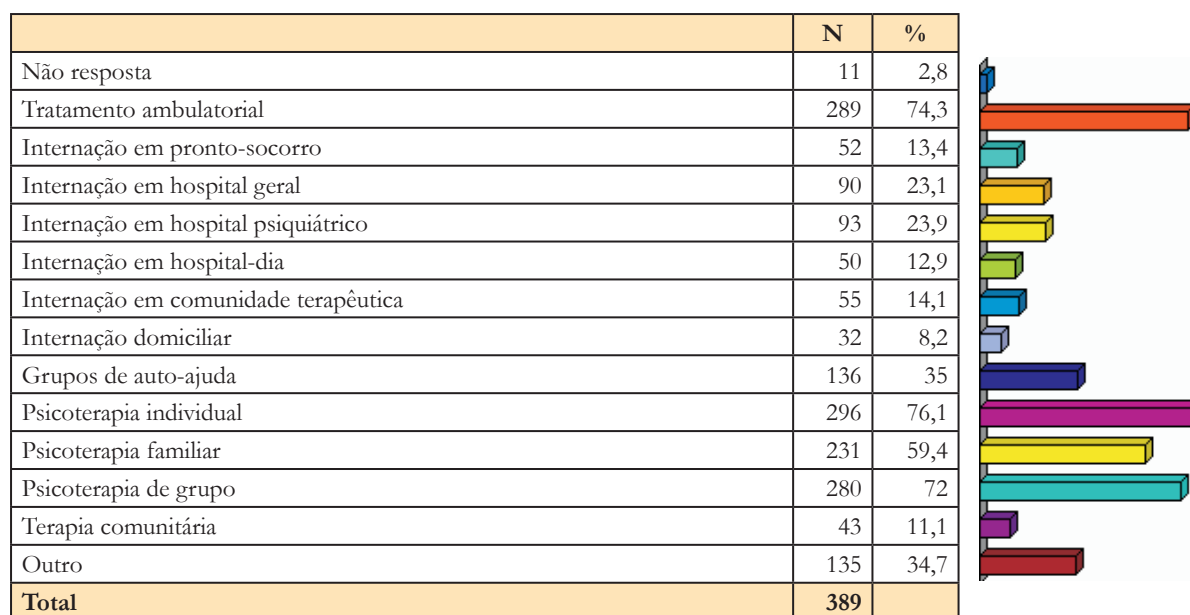 N %
Não resposta 11 2,8
Tratamento ambulatorial 289 74,3
Internação em pronto-socorro 52 13,4
Internação em hospital geral 90 23,1
Internação em hospital psiquiátrico 93 23,9
Internação em hospital-dia 50 12,9
Internação em comunidade terapêutica 55 14,1
Internação domiciliar 32 8,2
Grupos de auto-ajuda 136 35
Psicoterapia individual 296 76,1
Psicoterapia familiar 231 59,4
Psicoterapia de grupo 280 72
Terapia comunitária 43 11,1
Outro 135 34,7
Total 389